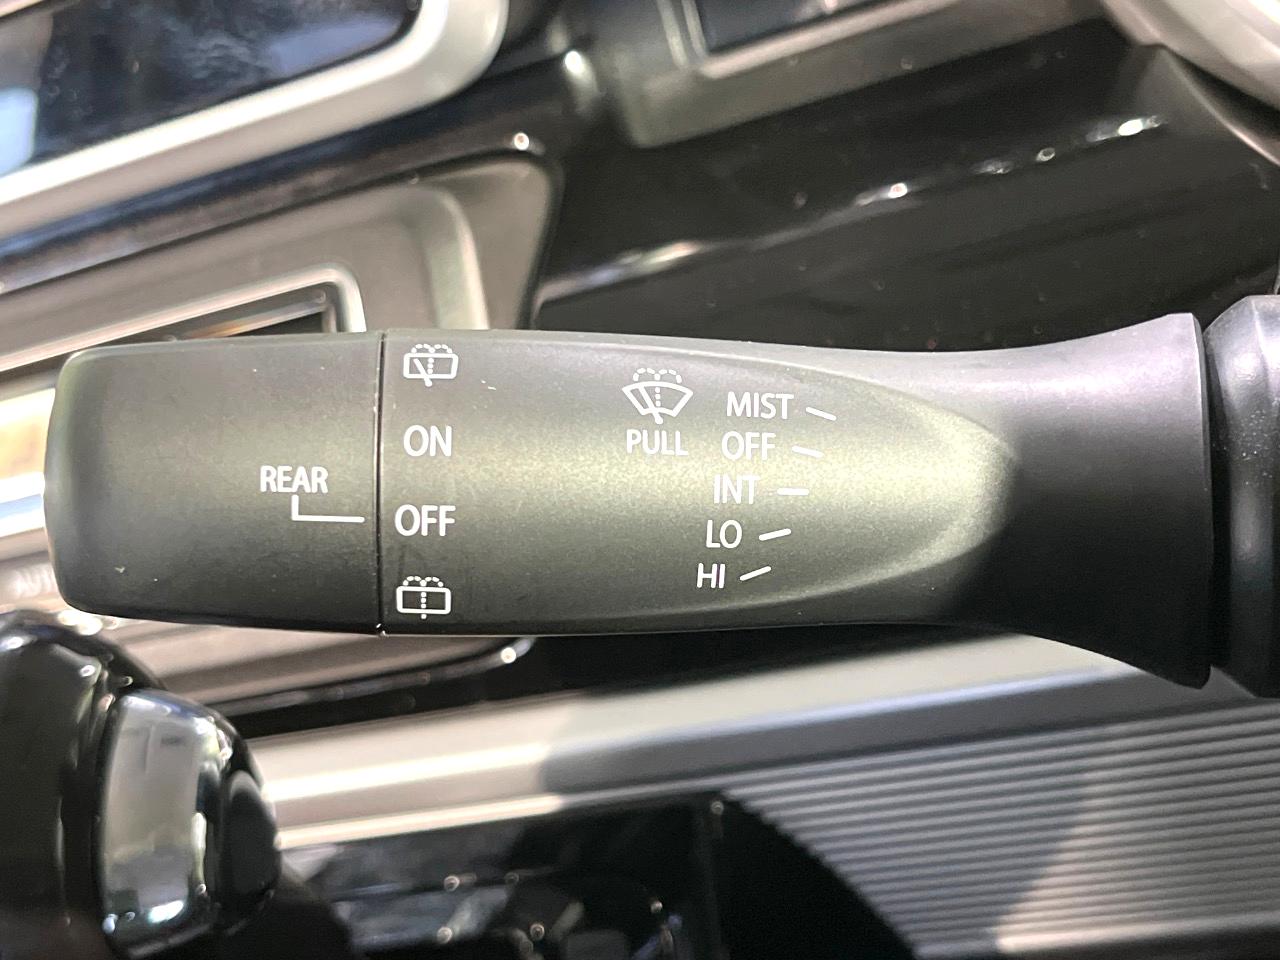 REAR
ON
OFF
PULL
MIST
OFF
INT
LO
HI